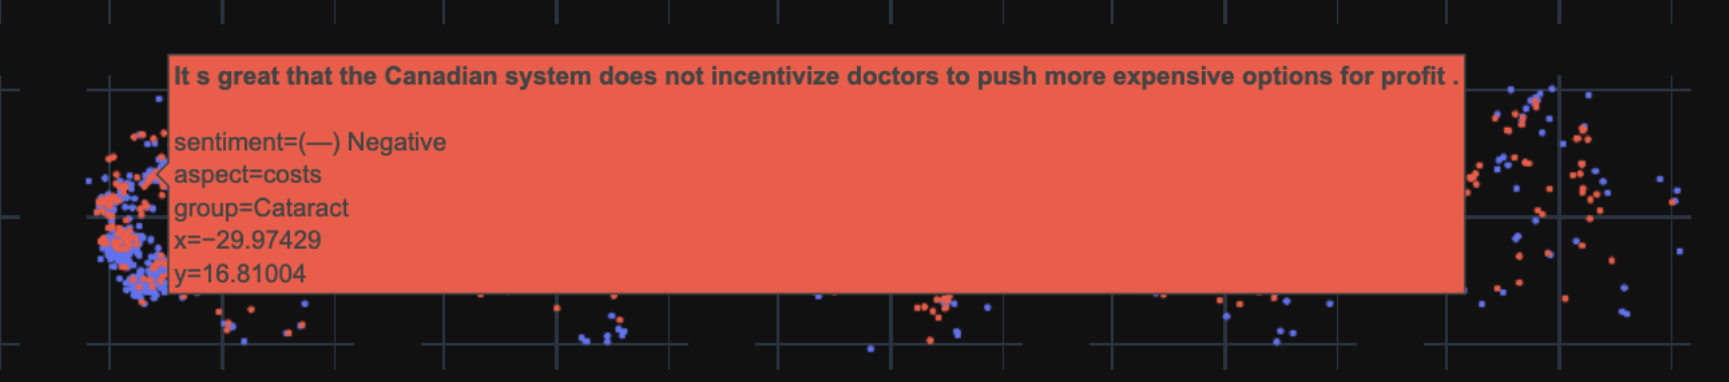 It s great that the Canadian system does not incentivize doctors to push more expensive options for profit .
sentiment=(—) Negative
aspect=costs
group=Cataract
x=−29.97429
y=16.81004